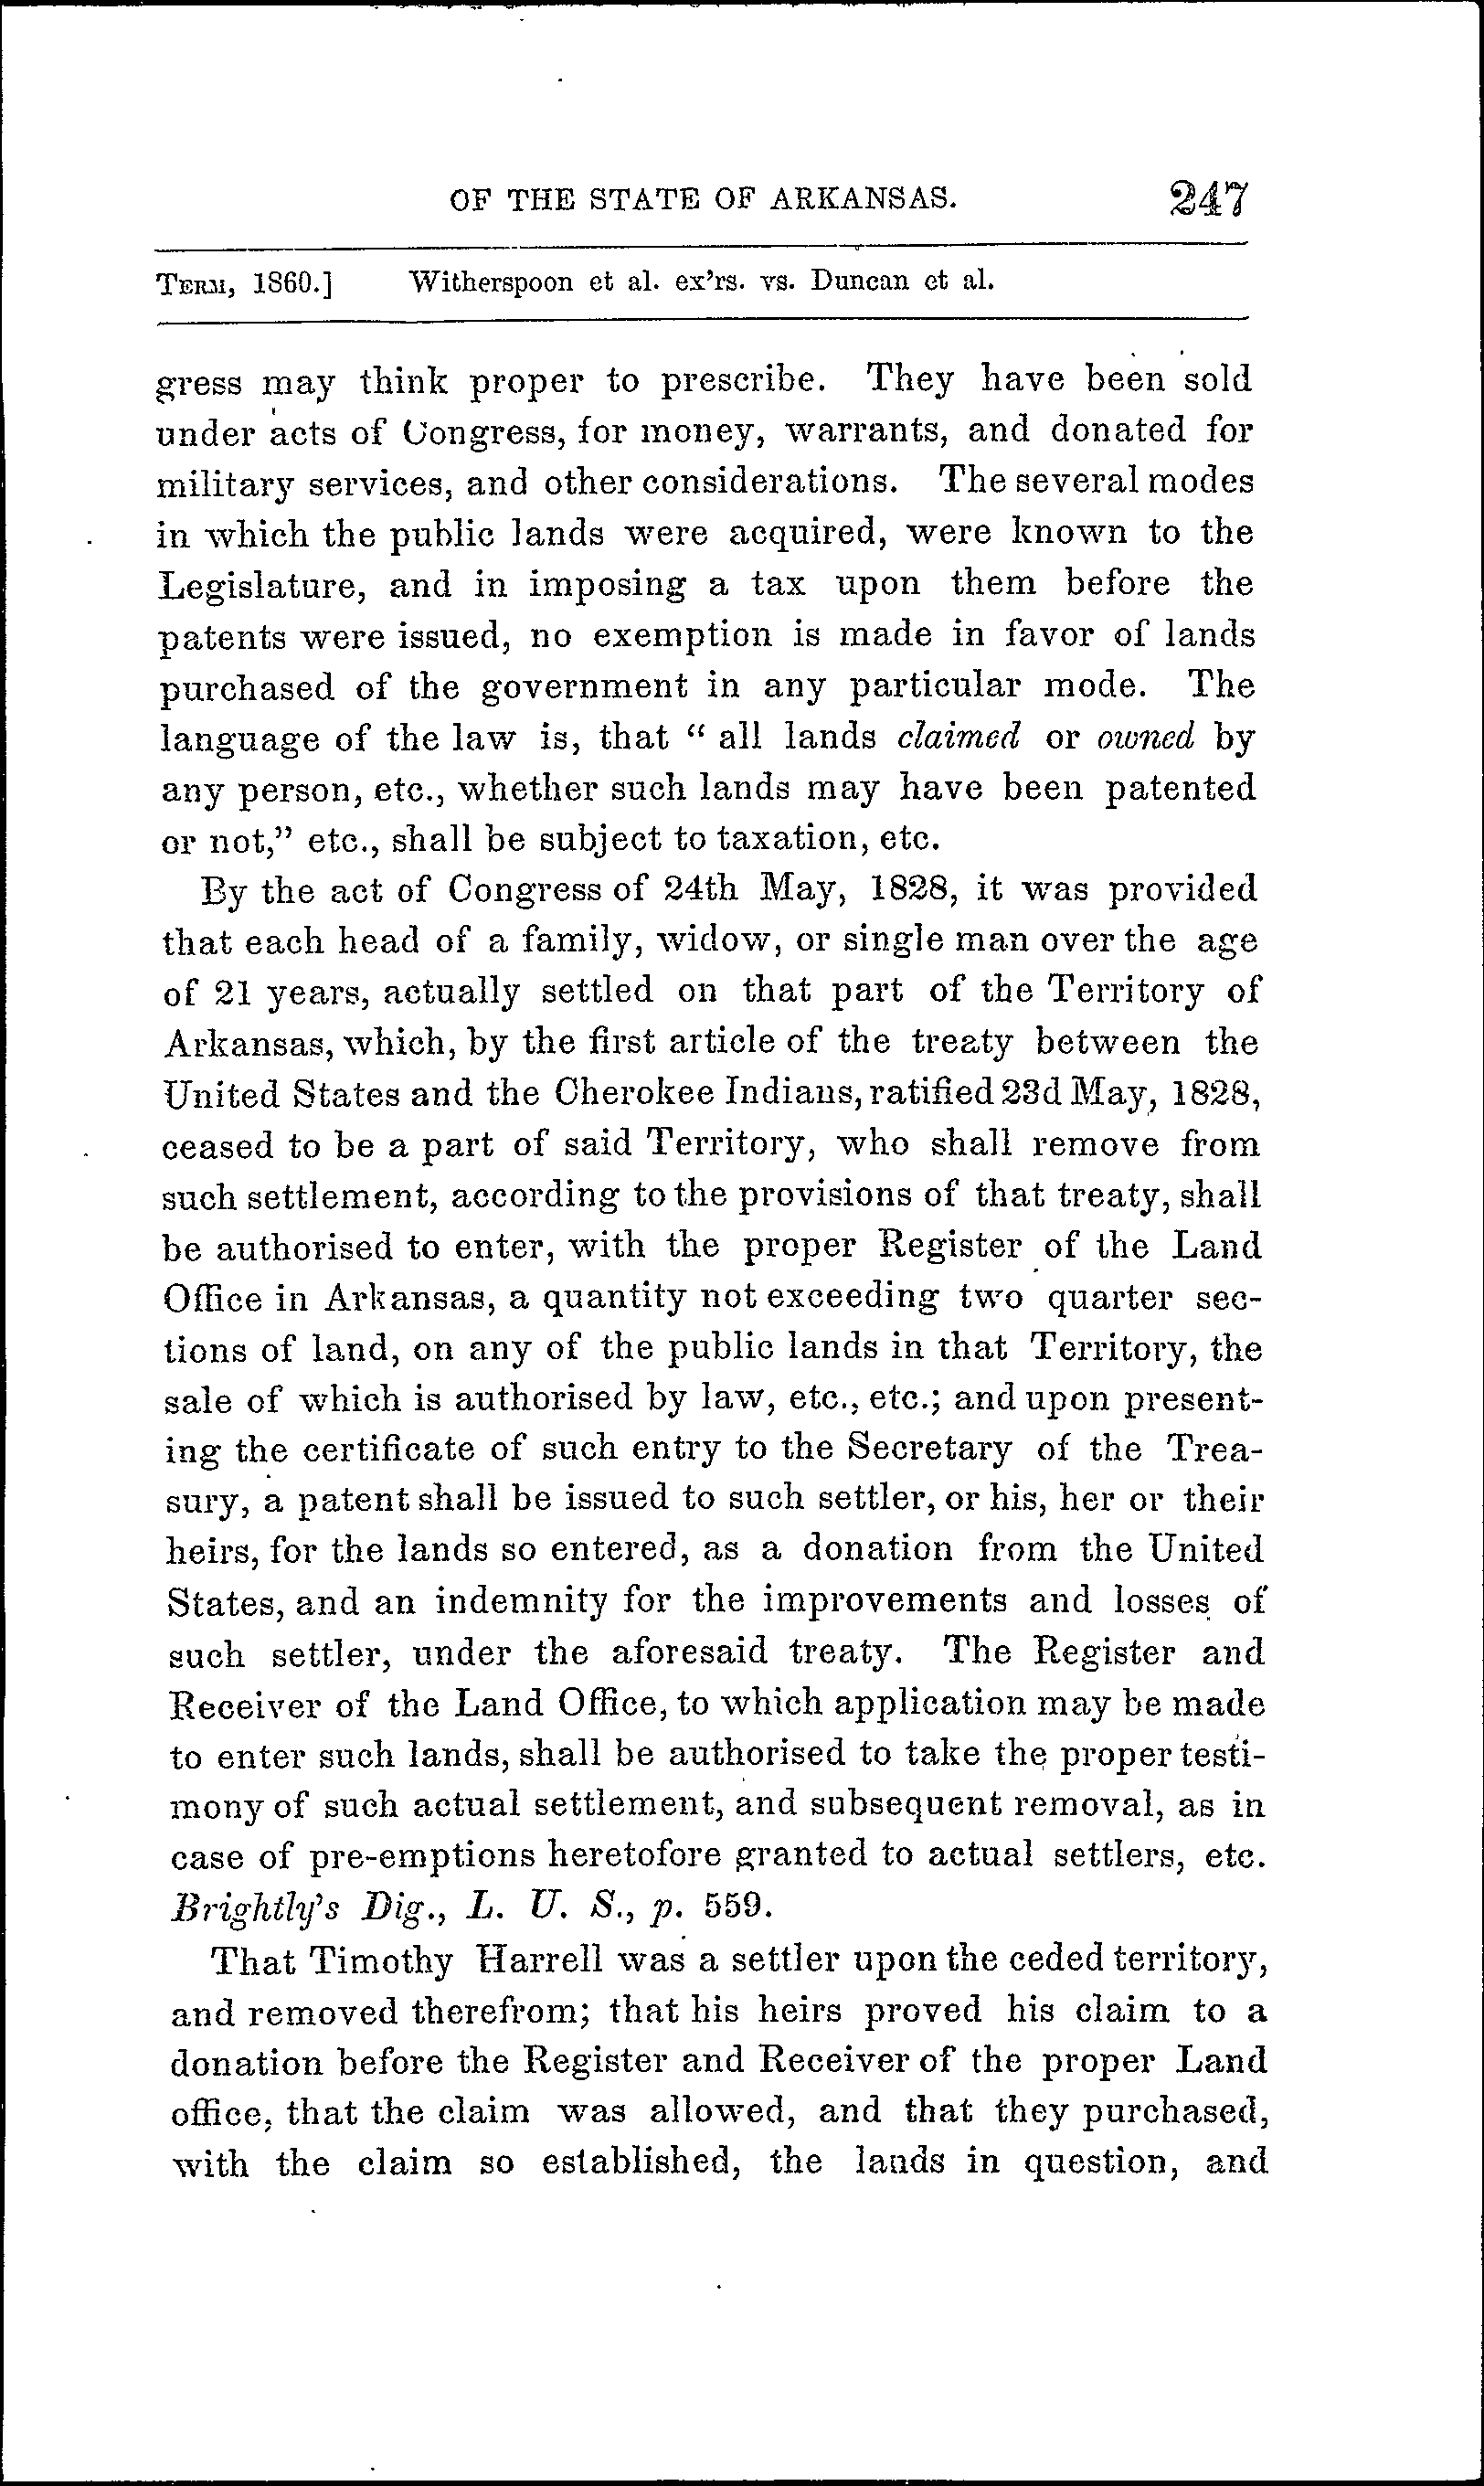 OF THE STATE OF ARKANSAS. 247
TERM, 1860.] Witherspoon et al. ex'rs. vs. Duncan et al.
gress may think proper to prescribe. They have been sold
under acts of Congress, for money, warrants, and donated for
military services, and other considerations. The several modes
in which the public lands were acquired, were known to the
Legislature, and in imposing a tax upon them before the
patents were issued, no exemption is made in favor of lands
purchased of the government in any particular mode. The
language of the law is, that " all lands claimed or owned by
any person, etc., whether such lands may have been patented
or not," etc., shall be subject to taxation, etc.
By the act of Congress of 24th May, 1828, it was provided
that each head of a family, widow, or single man over the age
of 21 years, actually settled on that part of the Territory of
Arkansas, which, by the first article of the treaty between the
United States and the Cherokee Indians, ratified 23d May, 1828,
ceased to be a part of said Territory, who shall remove from
such settlement, according to the provisions of that treaty, shall
be authorised to enter, with the proper Register of the Land
Office in Arkansas, a quantity not exceeding two quarter sec-
tions of land, on any of the public lands in that Territory, the
sale of which is authorised by law, etc., etc.; and upon present-
ing the certificate of such entry to the Secretary of the Trea-
sury, a patent shall be issued to such settler, or his, her or their
heirs, for the lands so entered, as a donation from the United
States, and an indemnity for the improvements and losses of
such settler, under the aforesaid treaty. The Register and
Receiver of the Land Office, to which application may be made
to enter such lands, shall be authorised to take the proper testi-
mony of such actual settlement, and subsequent removal, as in
case of pre-emptions heretofore granted to actual settlers, etc.
Brightly's Dig., L. U. S., p. 559.
That Timothy Harrell was a settler upon the ceded territory,
and removed therefrom; that his heirs proved his claim to a
donation before the Register and Receiver of the proper Land
office, that the claim was allowed, and that they purchased,
with the claim so established, the lands in question, and